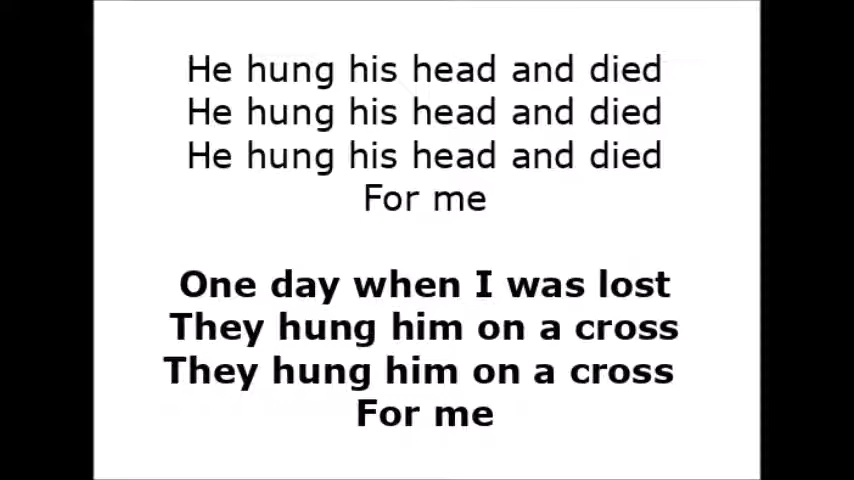 He hung his head and died
He hung his head and died
He hung his head and died
For me
One day when I was lost
They hung him on a cross
They hung him on a cross
For me